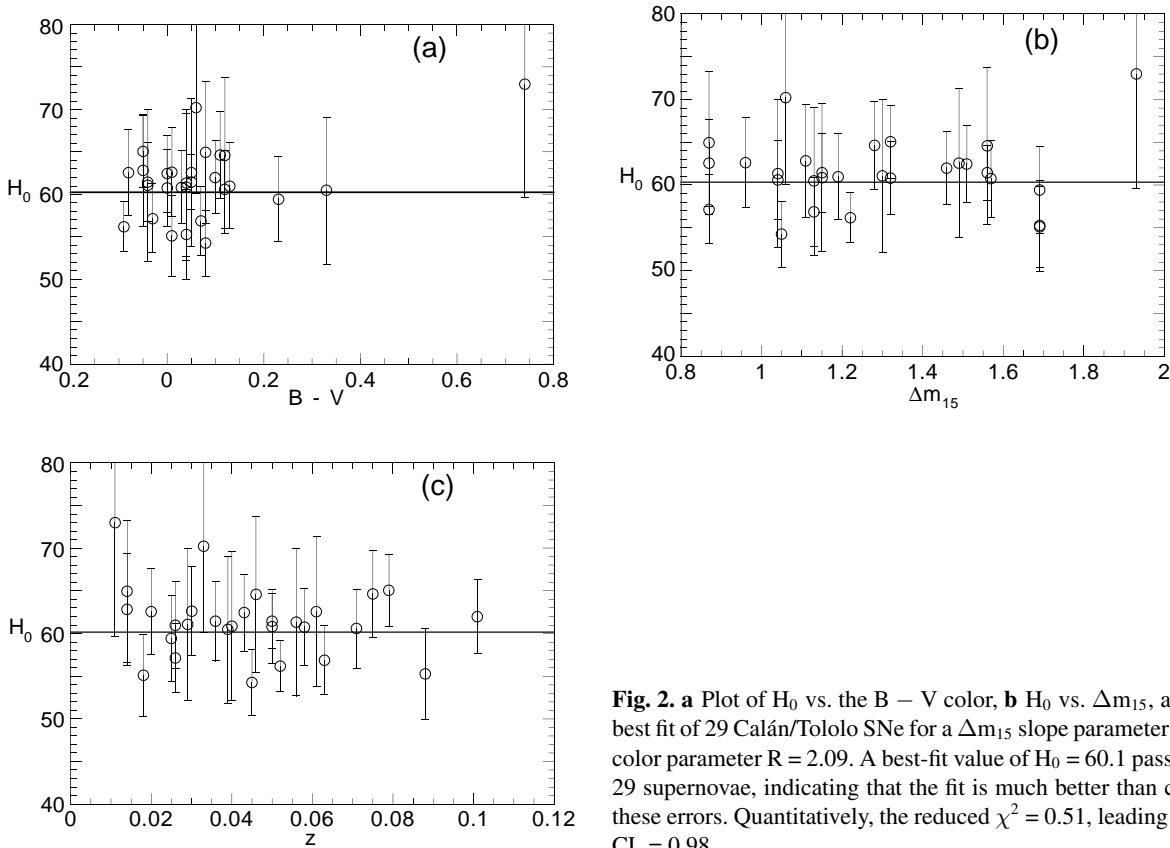 80
(a)
70
H0
60
50
40
0.2
0
0.2
0.4
0.6
0.8
B - V
80
(b)
70
H0
60
50
40
0.8
1
1.2
1.4
1.6
1.8
2
Δm15
80
(c)
70
H0
60
50
40
0
0.02
0.04
0.06
0.08
0.10
0.12
z
Fig. 2. a Plot of H0 vs. the B − V color, b H0 vs. Δm15, a
best fit of 29 Calán/Tololo SNe for a Δm15 slope parameter
color parameter R = 2.09. A best-fit value of H0 = 60.1 pass
29 supernovae, indicating that the fit is much better than c
these errors. Quantitatively, the reduced χ2 = 0.51, leading
CL = 0.98